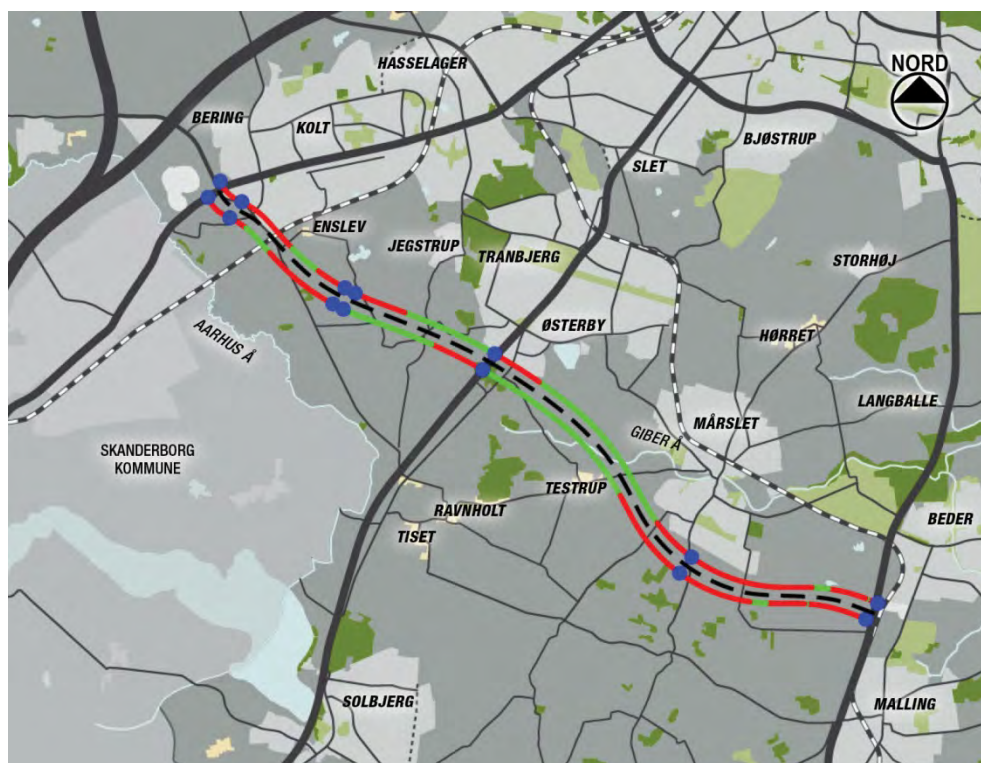 NORD
HASSELAGER
BERING
KOLT
BJØSTRUP
SLET
ENSLEV
JEGSTRUP
TRANBJERG
STORHØJ
AARHUS Å
ØSTERBY
HØRRET
LANGBALLE
MÅRSLET
GIBER Å
SKANDERBORG
KOMMUNE
TESTRUP
RAVNHOLT
BEDER
TISET
SOLBJERG
MALLING